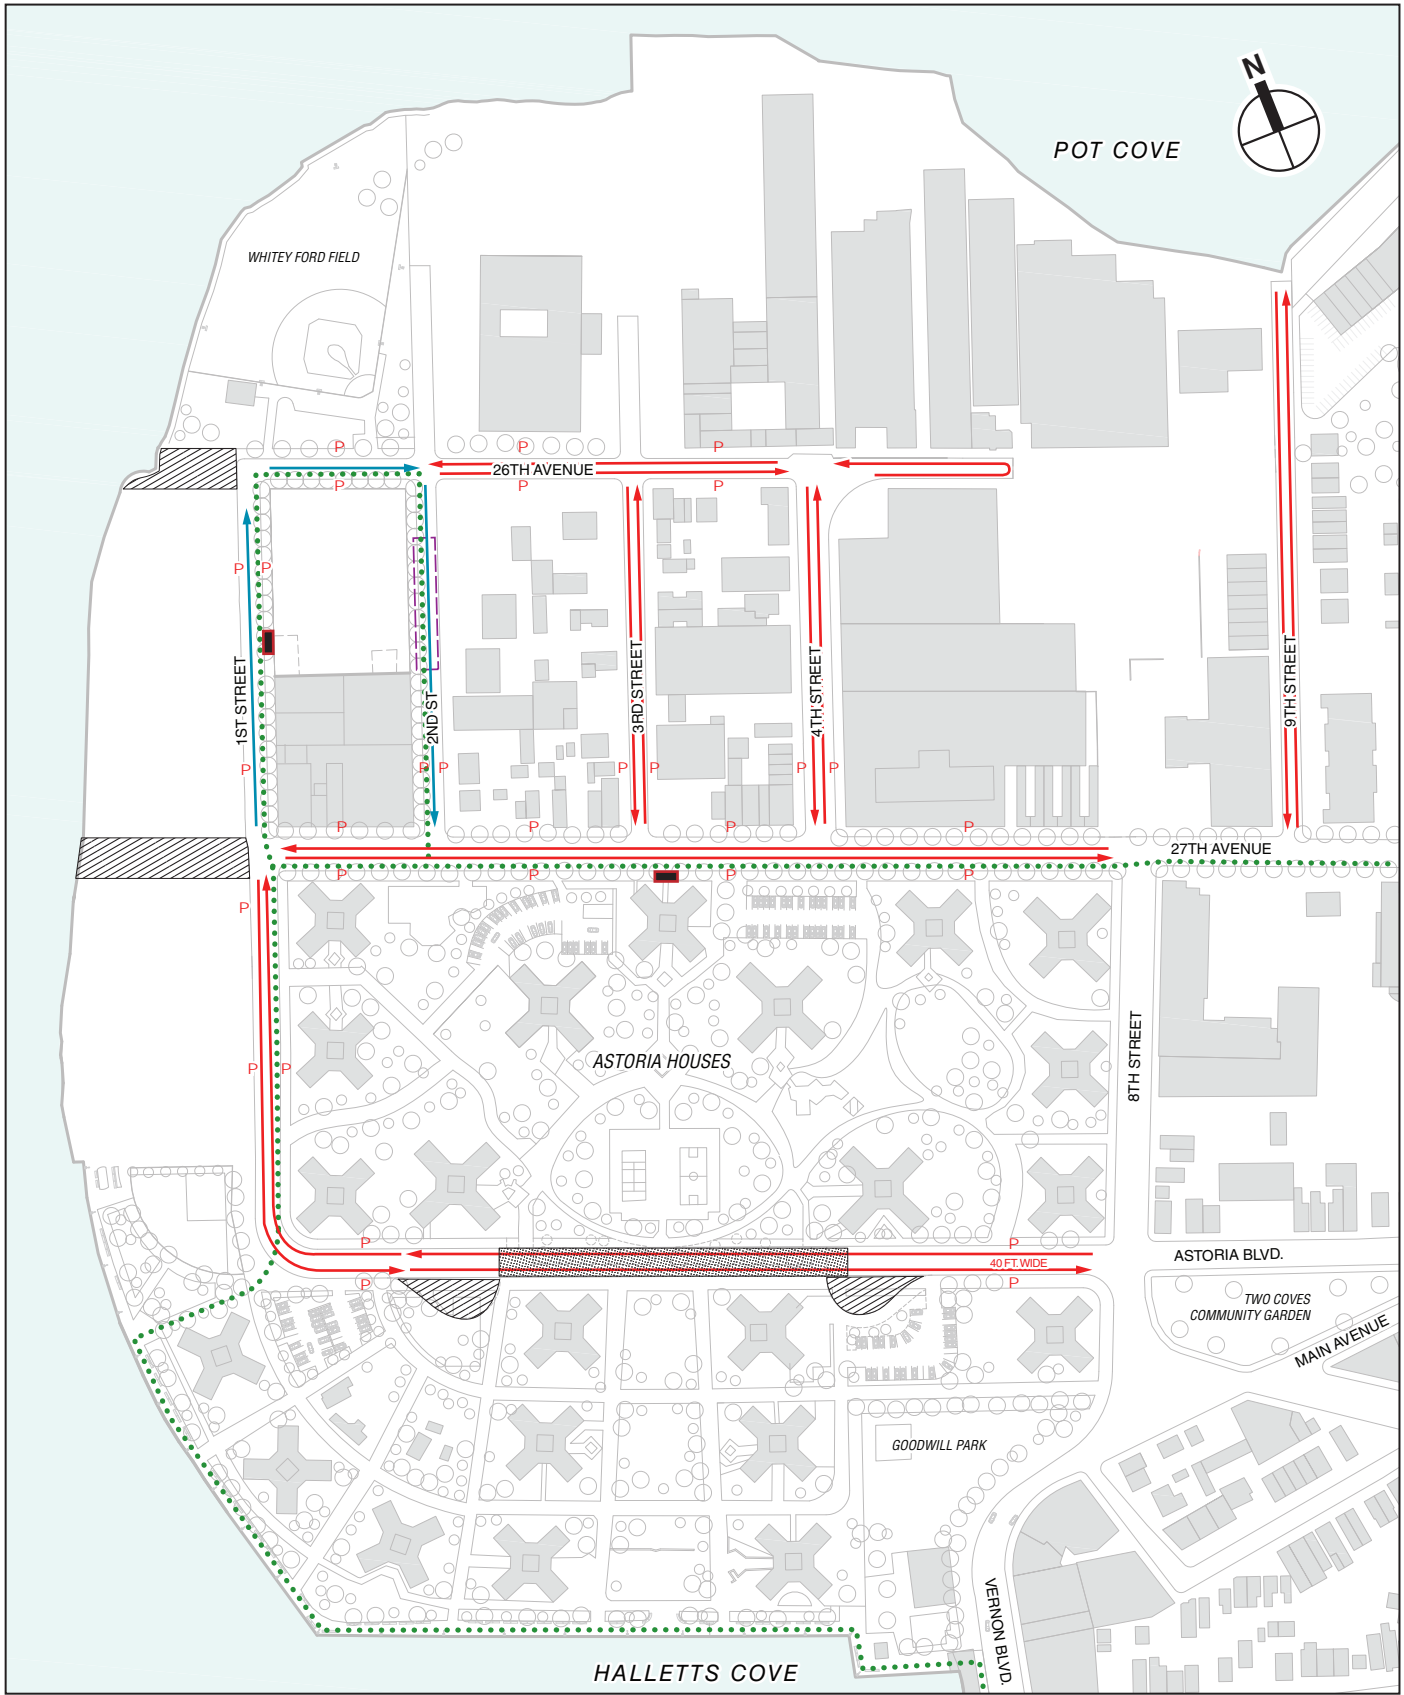 N
POT COVE
WHITEY FORD FIELD
P
P
P
26TH AVENUE
P
P
P
P
P
1ST STREET
2ND ST
3RD STREET
4TH STREET
9TH STREET
P
P
P
P
P
P
P
P
P
P
P
27TH AVENUE
P
P
P
P
P
ASTORIA HOUSES
P
P
8TH STREET
P
P
ASTORIA BLVD.
40 FT. WIDE
P
P
TWO COVES
COMMUNITY GARDEN
MAIN AVENUE
GOODWILL PARK
VERNON BLVD.
HALLETTS COVE